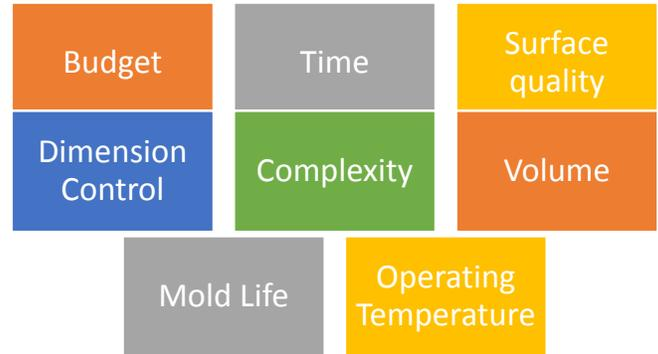 Budget
Time
Surface
quality
Dimension
Control
Complexity
Volume
Mold Life
Operating
Temperature